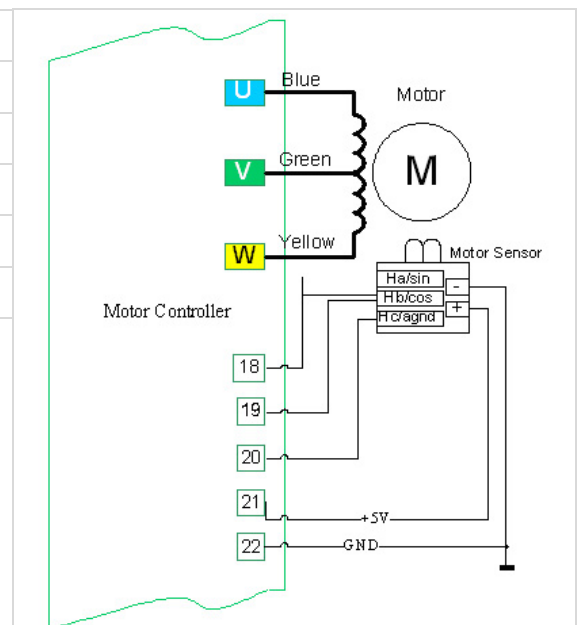 U
Blue
Motor
V
Green
M
W
Yellow
Motor Sensor
Ha/sin
-
Hb/cos
+
Hc/agnd
Motor Controller
18
19
20
21
+5V
22
GND